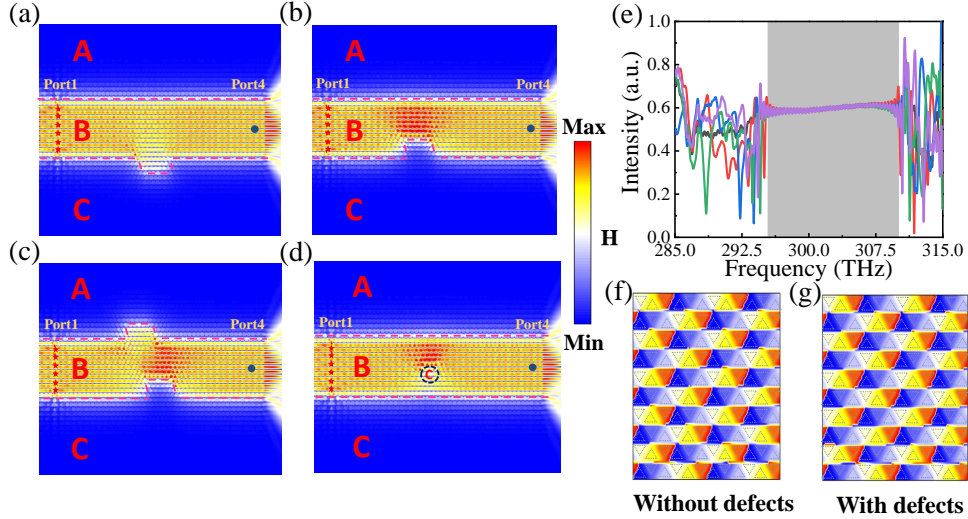 (a)
A
Port1
Port4
B
C
(b)
A
Port1
Port4
B
C
(c)
A
Port1
Port4
B
C
(d)
A
Port1
Port4
B
C
C
Max
H
Min
(e)
Intensity (a.u.)
1.0
0.8
0.6
0.4
0.2
0.0
285.0 292.5 300.0 307.5 315.0
Frequency (THz)
(f)
Without defects
(g)
With defects